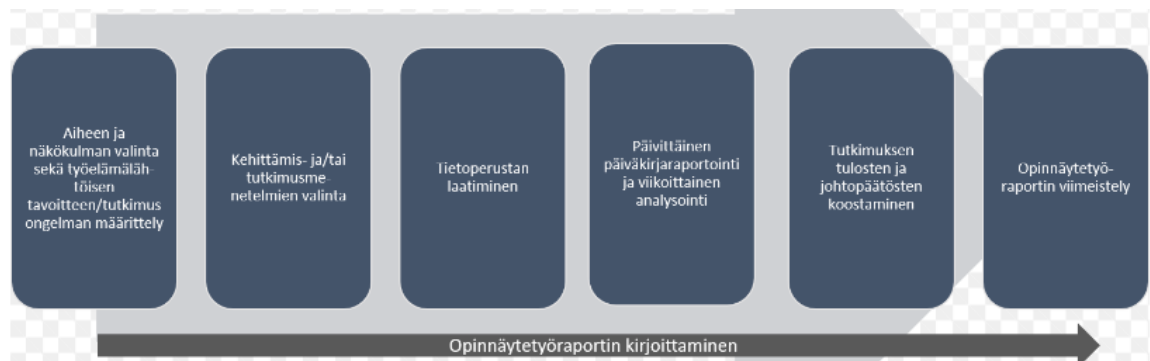 Aiheen ja
näkökulman valinta
sekä työelämäläh-
töisen
tavoitteen/tutkimus
ongelman määrittely
Kehittämis- ja/tai
tutkimusme-
netelmien valinta
Tietoperustan
laatiminen
Päivittäinen
päiväkirjaraportointi
ja viikoittainen
analysointi
Tutkimuksen
tulosten ja
johtopäätösten
koostaminen
Opinnäytetyö-
raportin viimeistely
Opinnäytetyöraportin kirjoittaminen